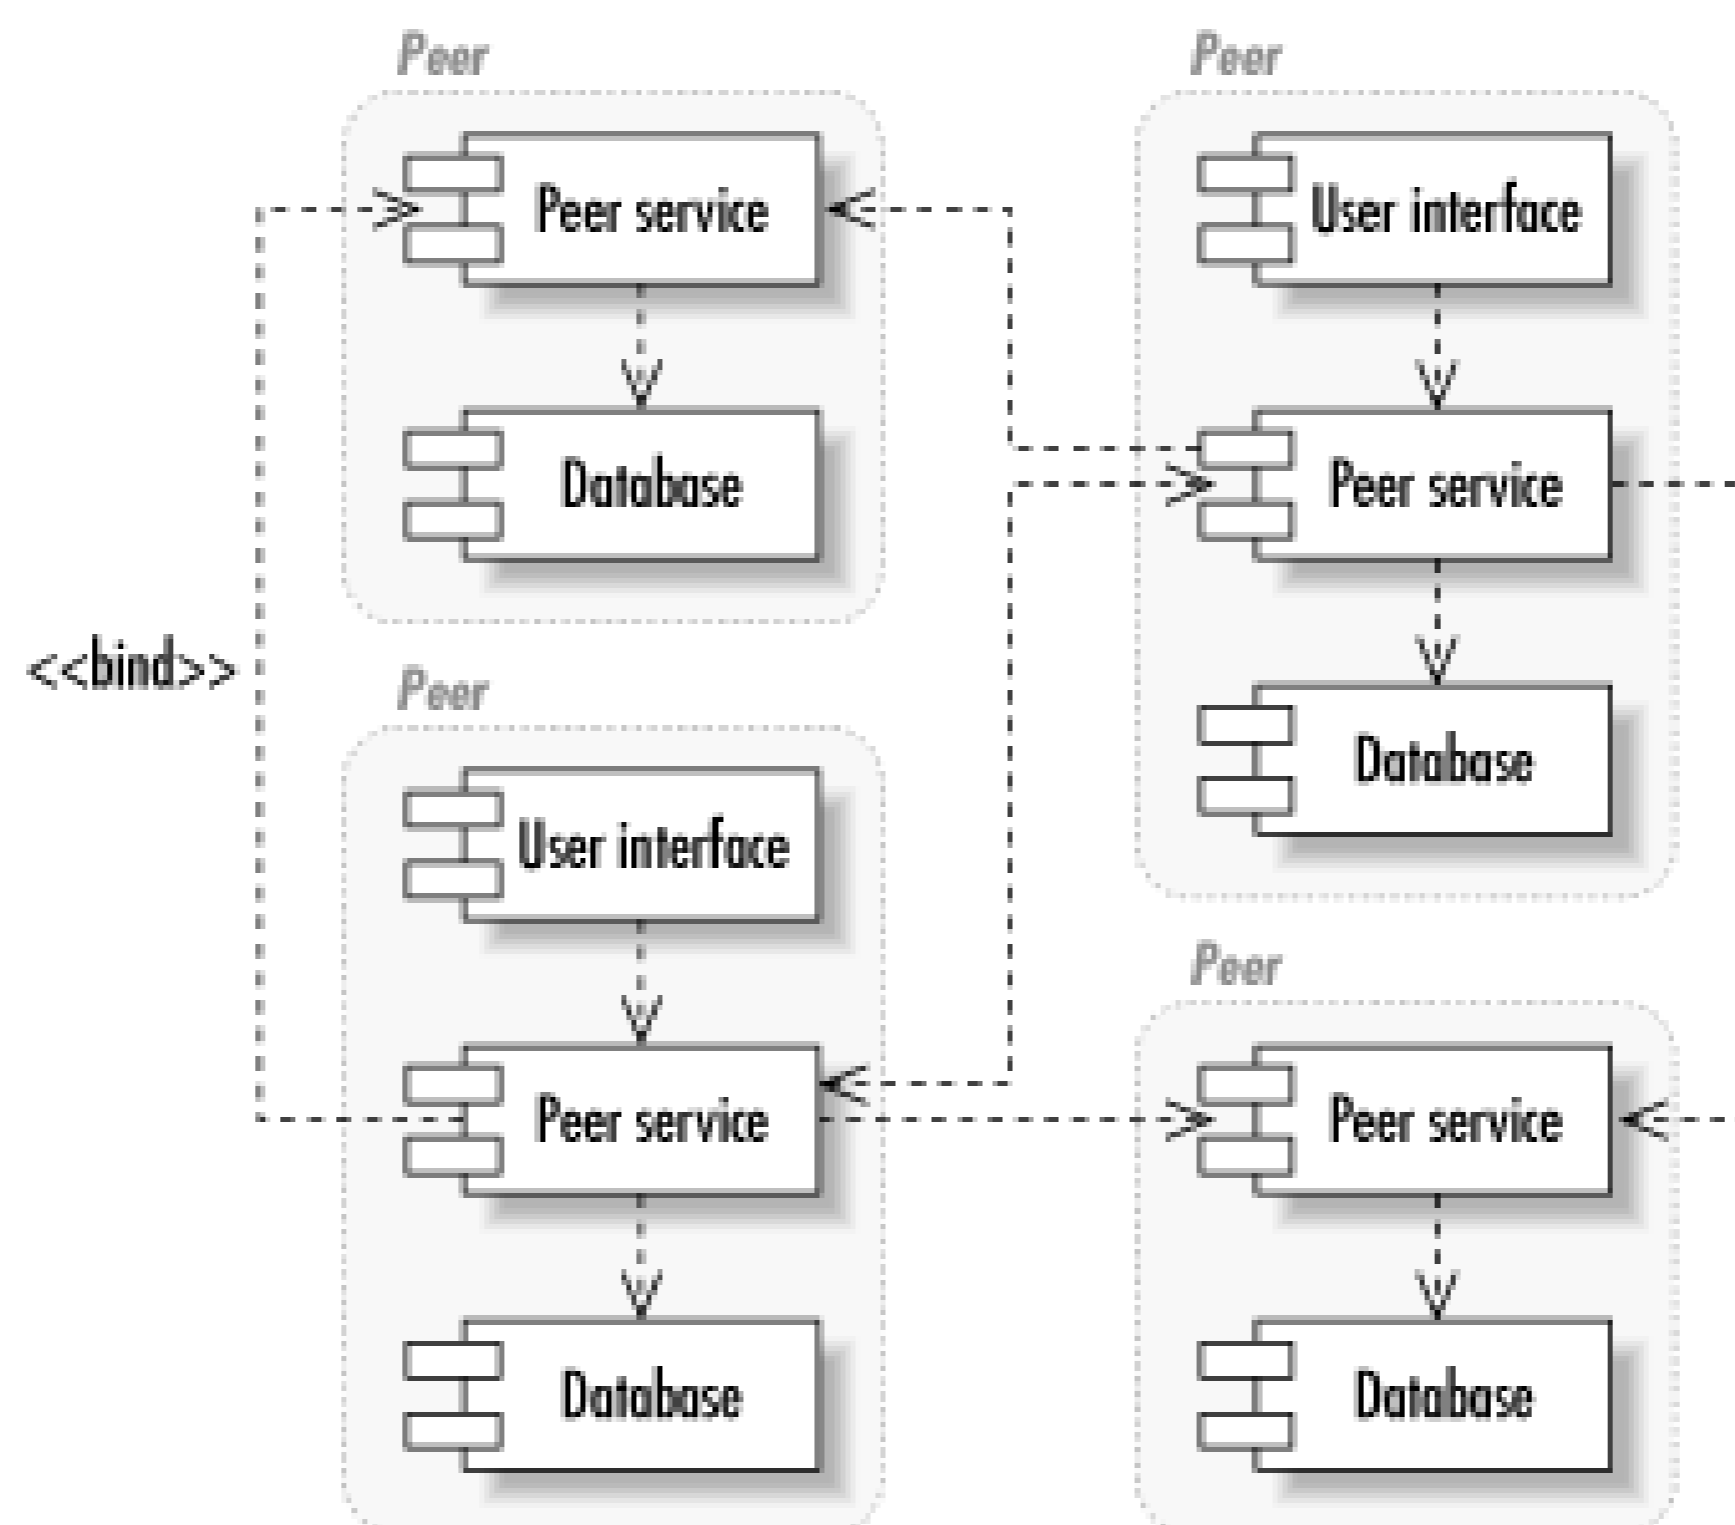 Peer
Peer service
Database
Peer
User interface
Peer service
Database
<<bind>>
Peer
User interface
Peer service
Database
Peer
Peer service
Database